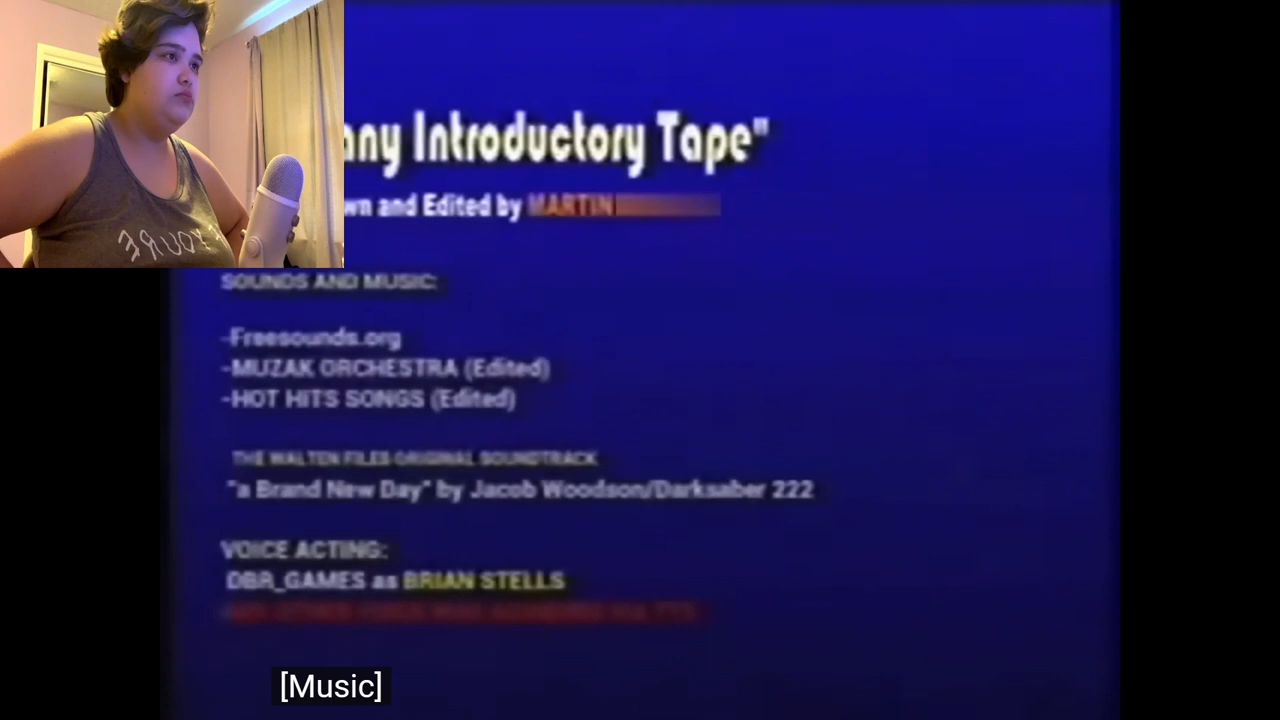 any Introductory Tape"
wn and Edited by MARTIN
SOUNDS AND MUSIC:
-Freesounds.org
-MUZAK ORCHESTRA (Edited)
-HOT HITS SONGS (Edited)
THE WALTEN FILES ORIGINAL SOUNDTRACK
"a Brand New Day" by Jacob Woodson/Darksaber 222
VOICE ACTING:
DBR_GAMES as BRIAN STELLS
[Music]